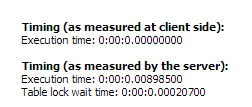 Timing (as measured at client side):
Execution time: 0:00:0.00000000
Timing (as measured by the server):
Execution time: 0:00:0.00898500
Table lock wait time: 0:00:0.00020700